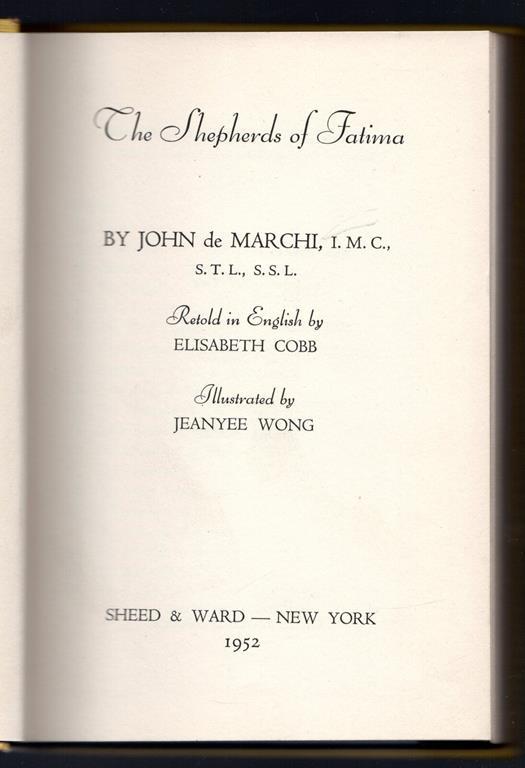 The Shepherds of Fatima
BY JOHN de MARCHI, I. M. C.,
S. T. L., S. S. L.
Retold in English by
ELISABETH COBB
Illustrated by
JEANYEE WONG
SHEED & WARD — NEW YORK
1952